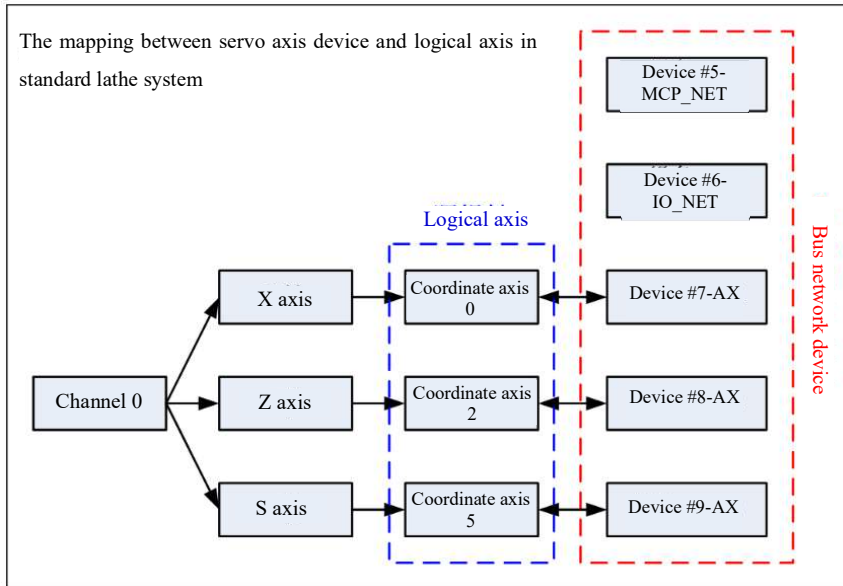 The mapping between servo axis device and logical axis in
standard lathe system
Device #5-
MCP_NET
Device #6-
IO_NET
Logical axis
Bus network device
X axis
Coordinate axis
0
Device #7-AX
Channel 0
Z axis
Coordinate axis
2
Device #8-AX
S axis
Coordinate axis
5
Device #9-AX